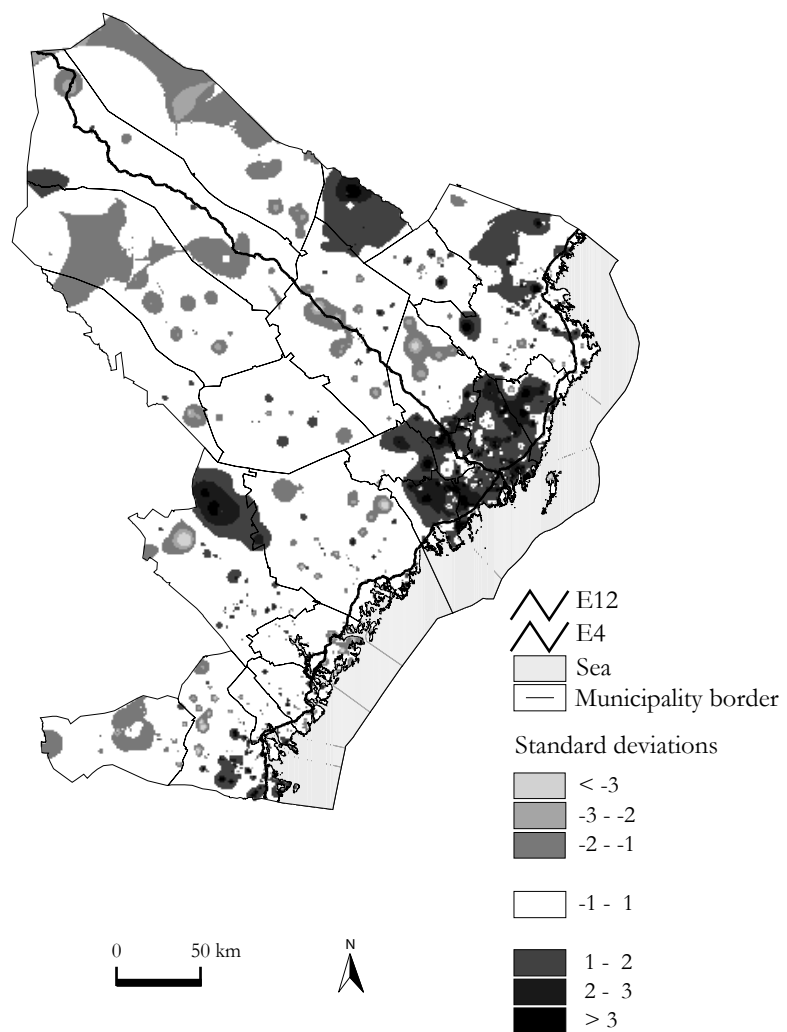 E12
E4
Sea
Municipality border
Standard deviations
< -3
-3 - -2
-2 - -1
-1 - 1
1 - 2
2 - 3
> 3
0 50 km
N